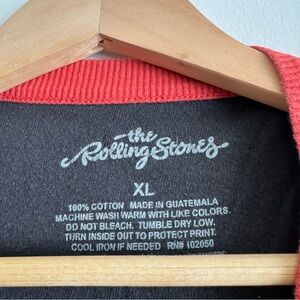 the
Rolling Stones
XL
100% COTTON MADE IN GUATEMALA
MACHINE WASH WARM WITH LIKE COLORS.
DO NOT BLEACH. TUMBLE DRY LOW.
TURN INSIDE OUT TO PROTECT PRINT.
COOL IRON IF NEEDED RN# 102050